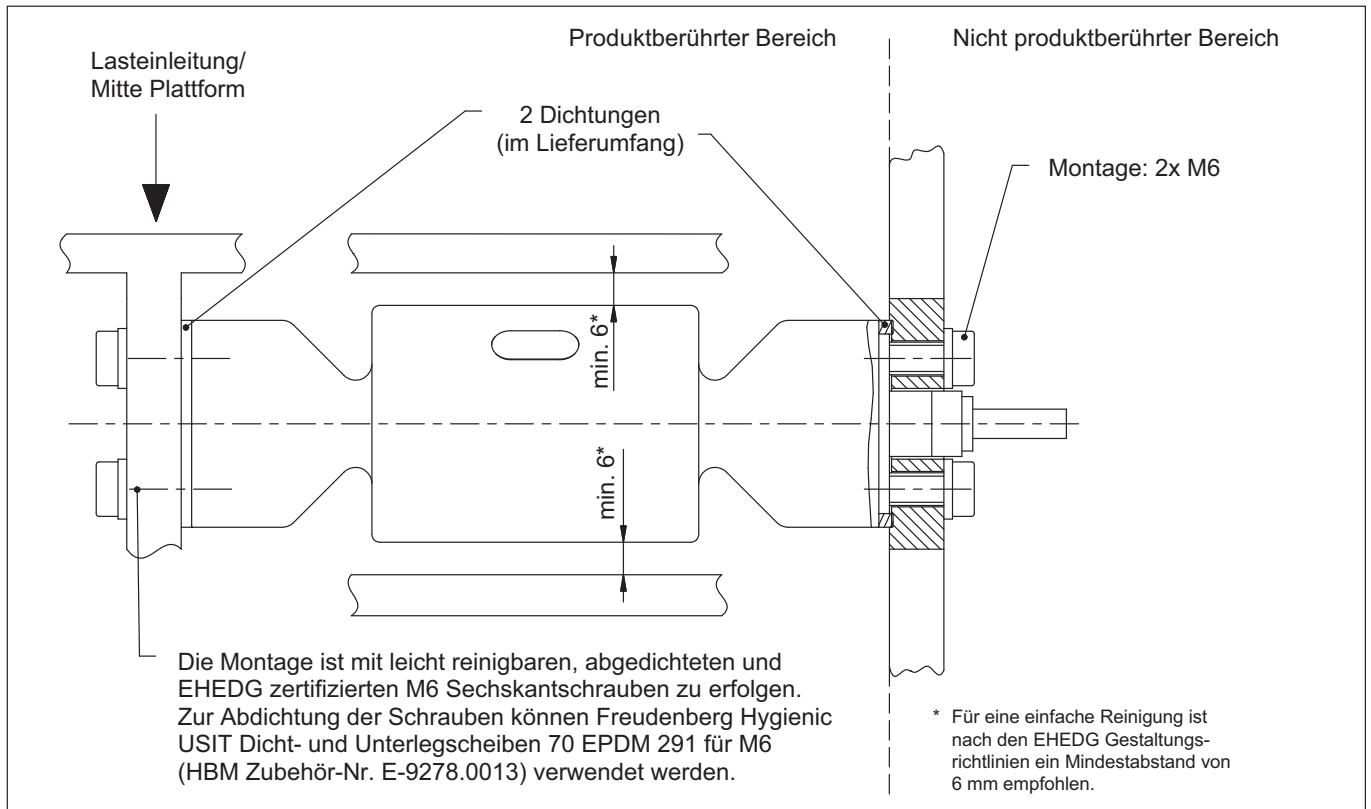 Produktberührter Bereich
Nicht produktberührter Bereich
Lasteinleitung/
Mitte Plattform
2 Dichtungen
(im Lieferumfang)
Montage: 2x M6
min. 6*
min. 6*
Die Montage ist mit leicht reinigbaren, abgedichteten und
EHEDG zertifizierten M6 Sechskantschrauben zu erfolgen.
Zur Abdichtung der Schrauben können Freudenberg Hygienic
USIT Dicht- und Unterlegscheiben 70 EPDM 291 für M6
(HBM Zubehör-Nr. E-9278.0013) verwendet werden.
* Für eine einfache Reinigung ist
nach den EHEDG Gestaltungs-
richtlinien ein Mindestabstand von
6 mm empfohlen.